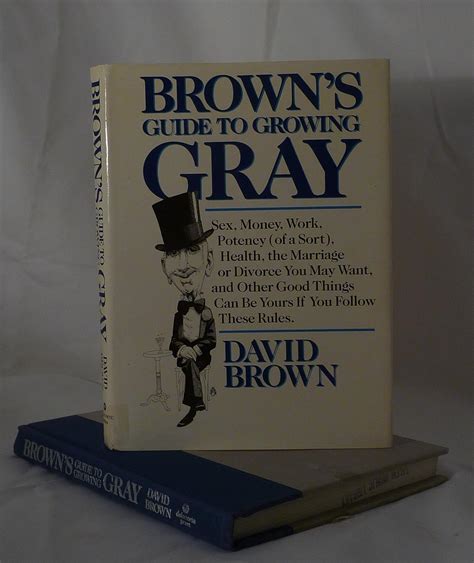 BROWN'S
GUIDE TO GROWING
GRAY
Sex, Money, Work,
Potency (of a Sort),
Health, the Marriage
or Divorce You May Want,
and Other Good Things
Can Be Yours If You Follow
These Rules.
DAVID
BROWN
BROWN'S
GUIDE TO
GROWING
GRAY
DAVID
BROWN
BROWN'S
GUIDE TO
GROWING
GRAY
DAVID
BROWN